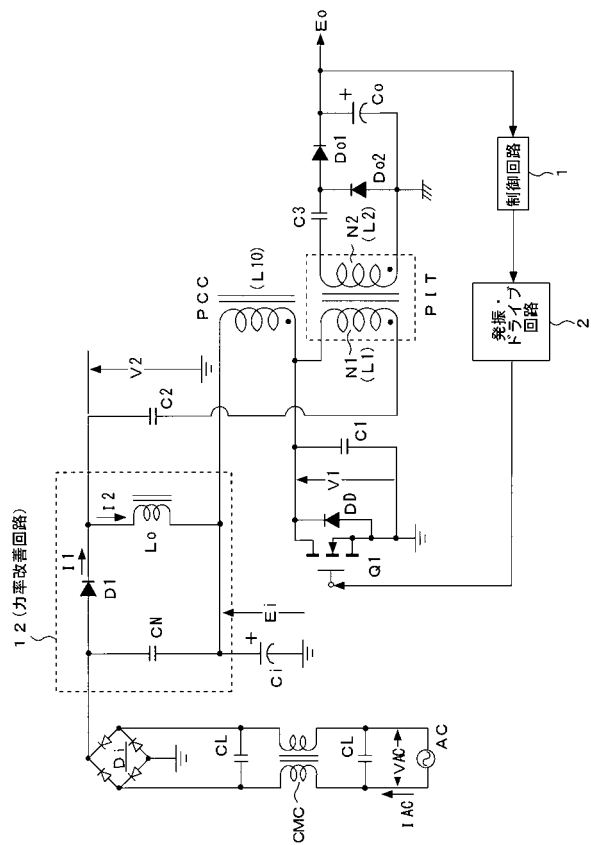 12(力率改善回路)
I1
D1
CN
I2
Lo
Ei
Ci
Di
CL
CMC
CL
VAC
IAC
AC
V2
C2
PCC
(L10)
C1
V1
DD
Q1
N1
(L1)
N2
(L2)
PIT
C3
Do1
Do2
Co
Eo
制御回路
1
発振・
ドライブ
回路
2
+
+